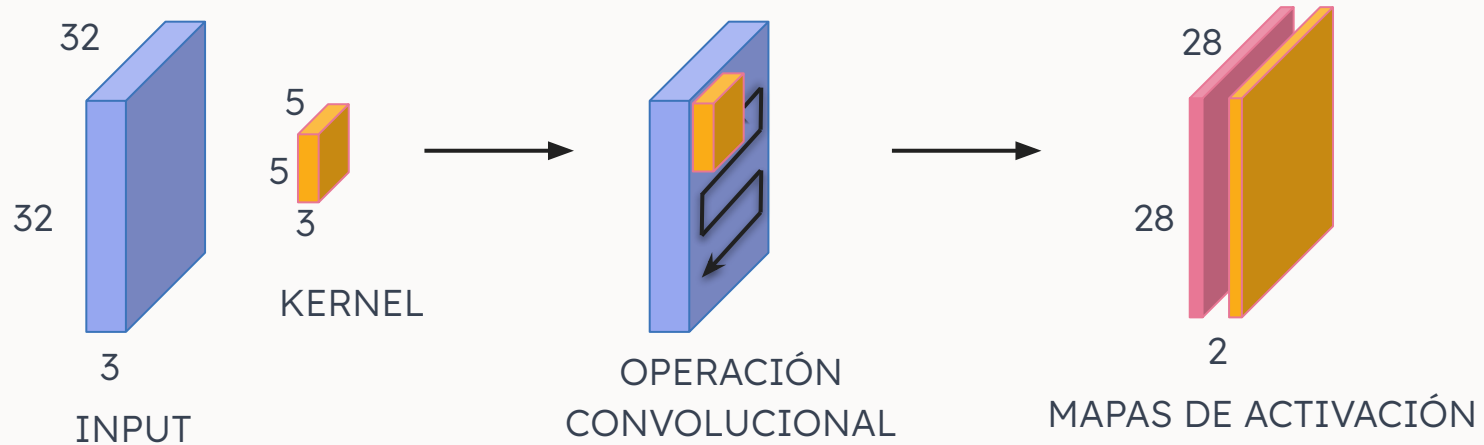 32
32
3
INPUT
5
5
3
KERNEL
OPERACIÓN
CONVOLUCIONAL
28
28
2
MAPAS DE ACTIVACIÓN